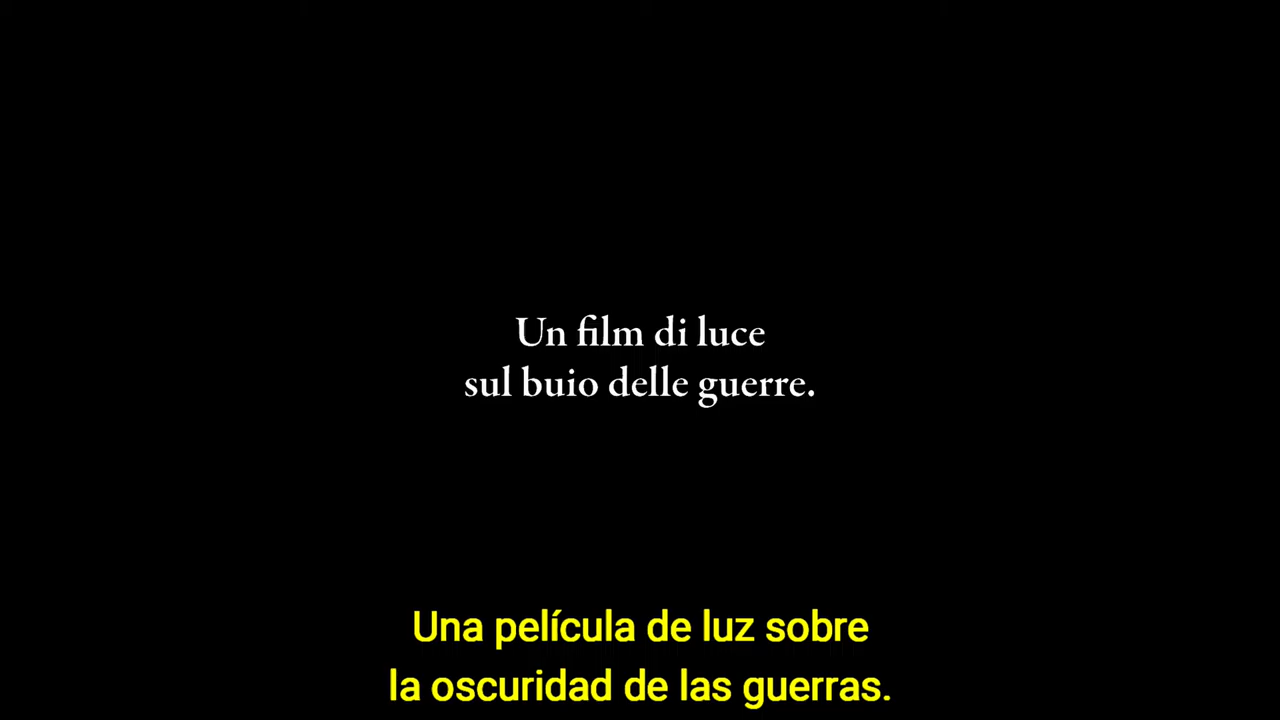 Un film di luce
sul buio delle guerre.
Una película de luz sobre
la oscuridad de las guerras.